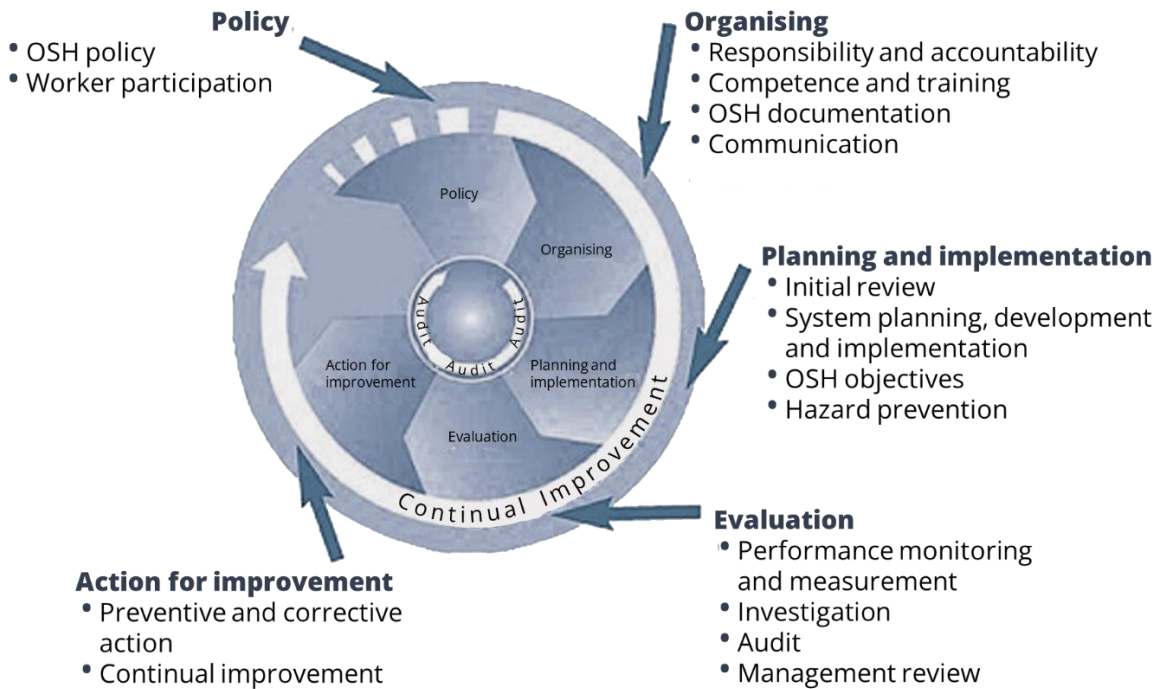 Policy
• OSH policy
• Worker participation
Organising
• Responsibility and accountability
• Competence and training
• OSH documentation
• Communication
Planning and implementation
• Initial review
• System planning, development
and implementation
• OSH objectives
• Hazard prevention
Evaluation
• Performance monitoring
and measurement
• Investigation
• Audit
• Management review
Action for improvement
• Preventive and corrective
action
• Continual improvement
Policy
Organising
Planning and
implementation
Evaluation
Action for
improvement
Audit
Audit
Audit
Continual Improvement